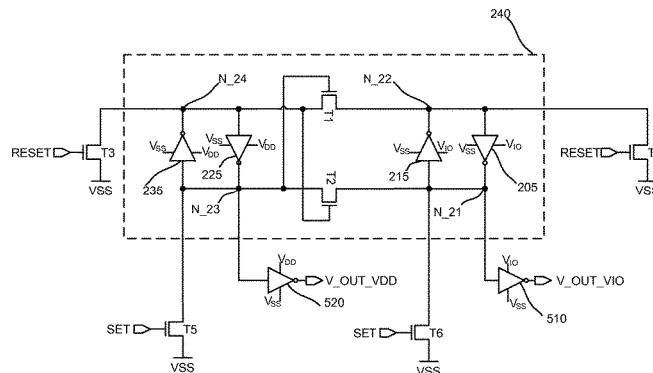 240
N_24
N_22
RESET
T3
VSS
VSS
VDD
235
VSS
VDD
225
T1
T2
VSS
VIO
215
VSS
VIO
205
RESET
VSS
N_23
N_21
VDD
VSS
V_OUT_VDD
520
VIO
VSS
V_OUT_VIO
510
SET
T5
VSS
SET
T6
VSS